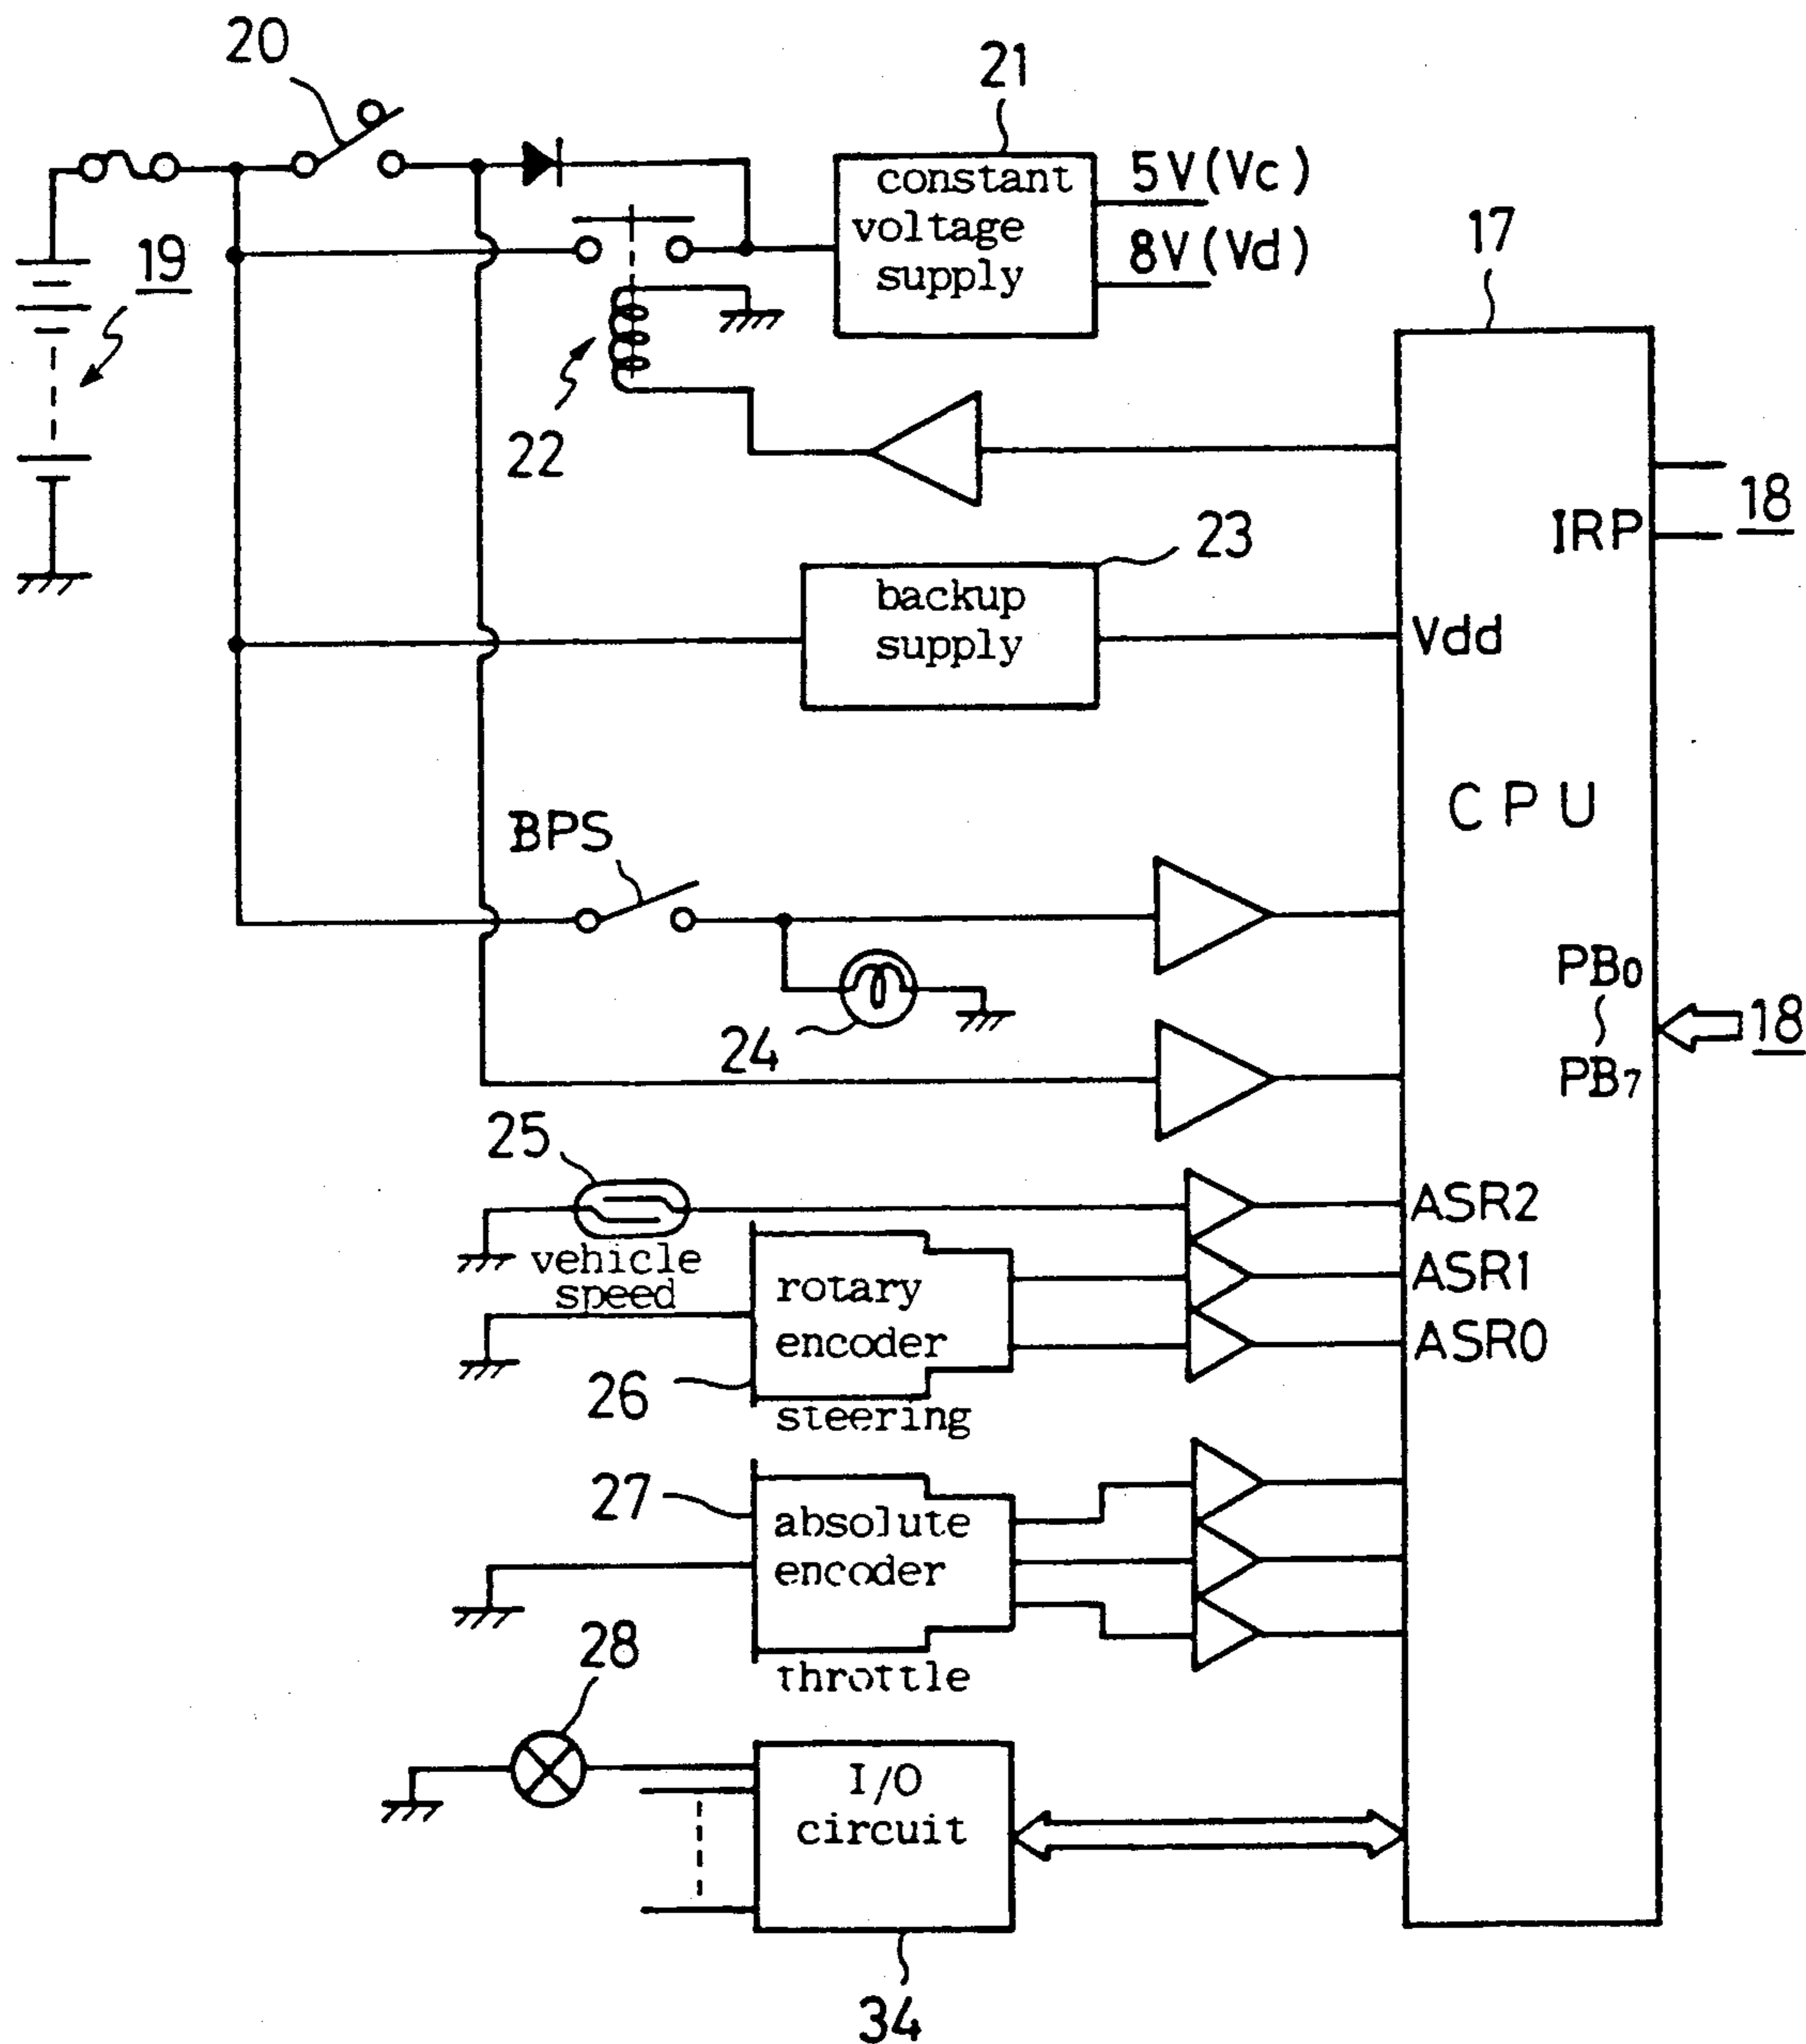 20
21
constant
voltage
supply
5V(Vc)
8V(Vd)
19
17
22
18
IRP
23
backup
supply
Vdd
CPU
BPS
PB0
PB7
18
24
25
vehicle
speed
ASR2
ASR1
ASR0
rotary
encoder
26
steering
27
absolute
encoder
throttle
28
I/O
circuit
34